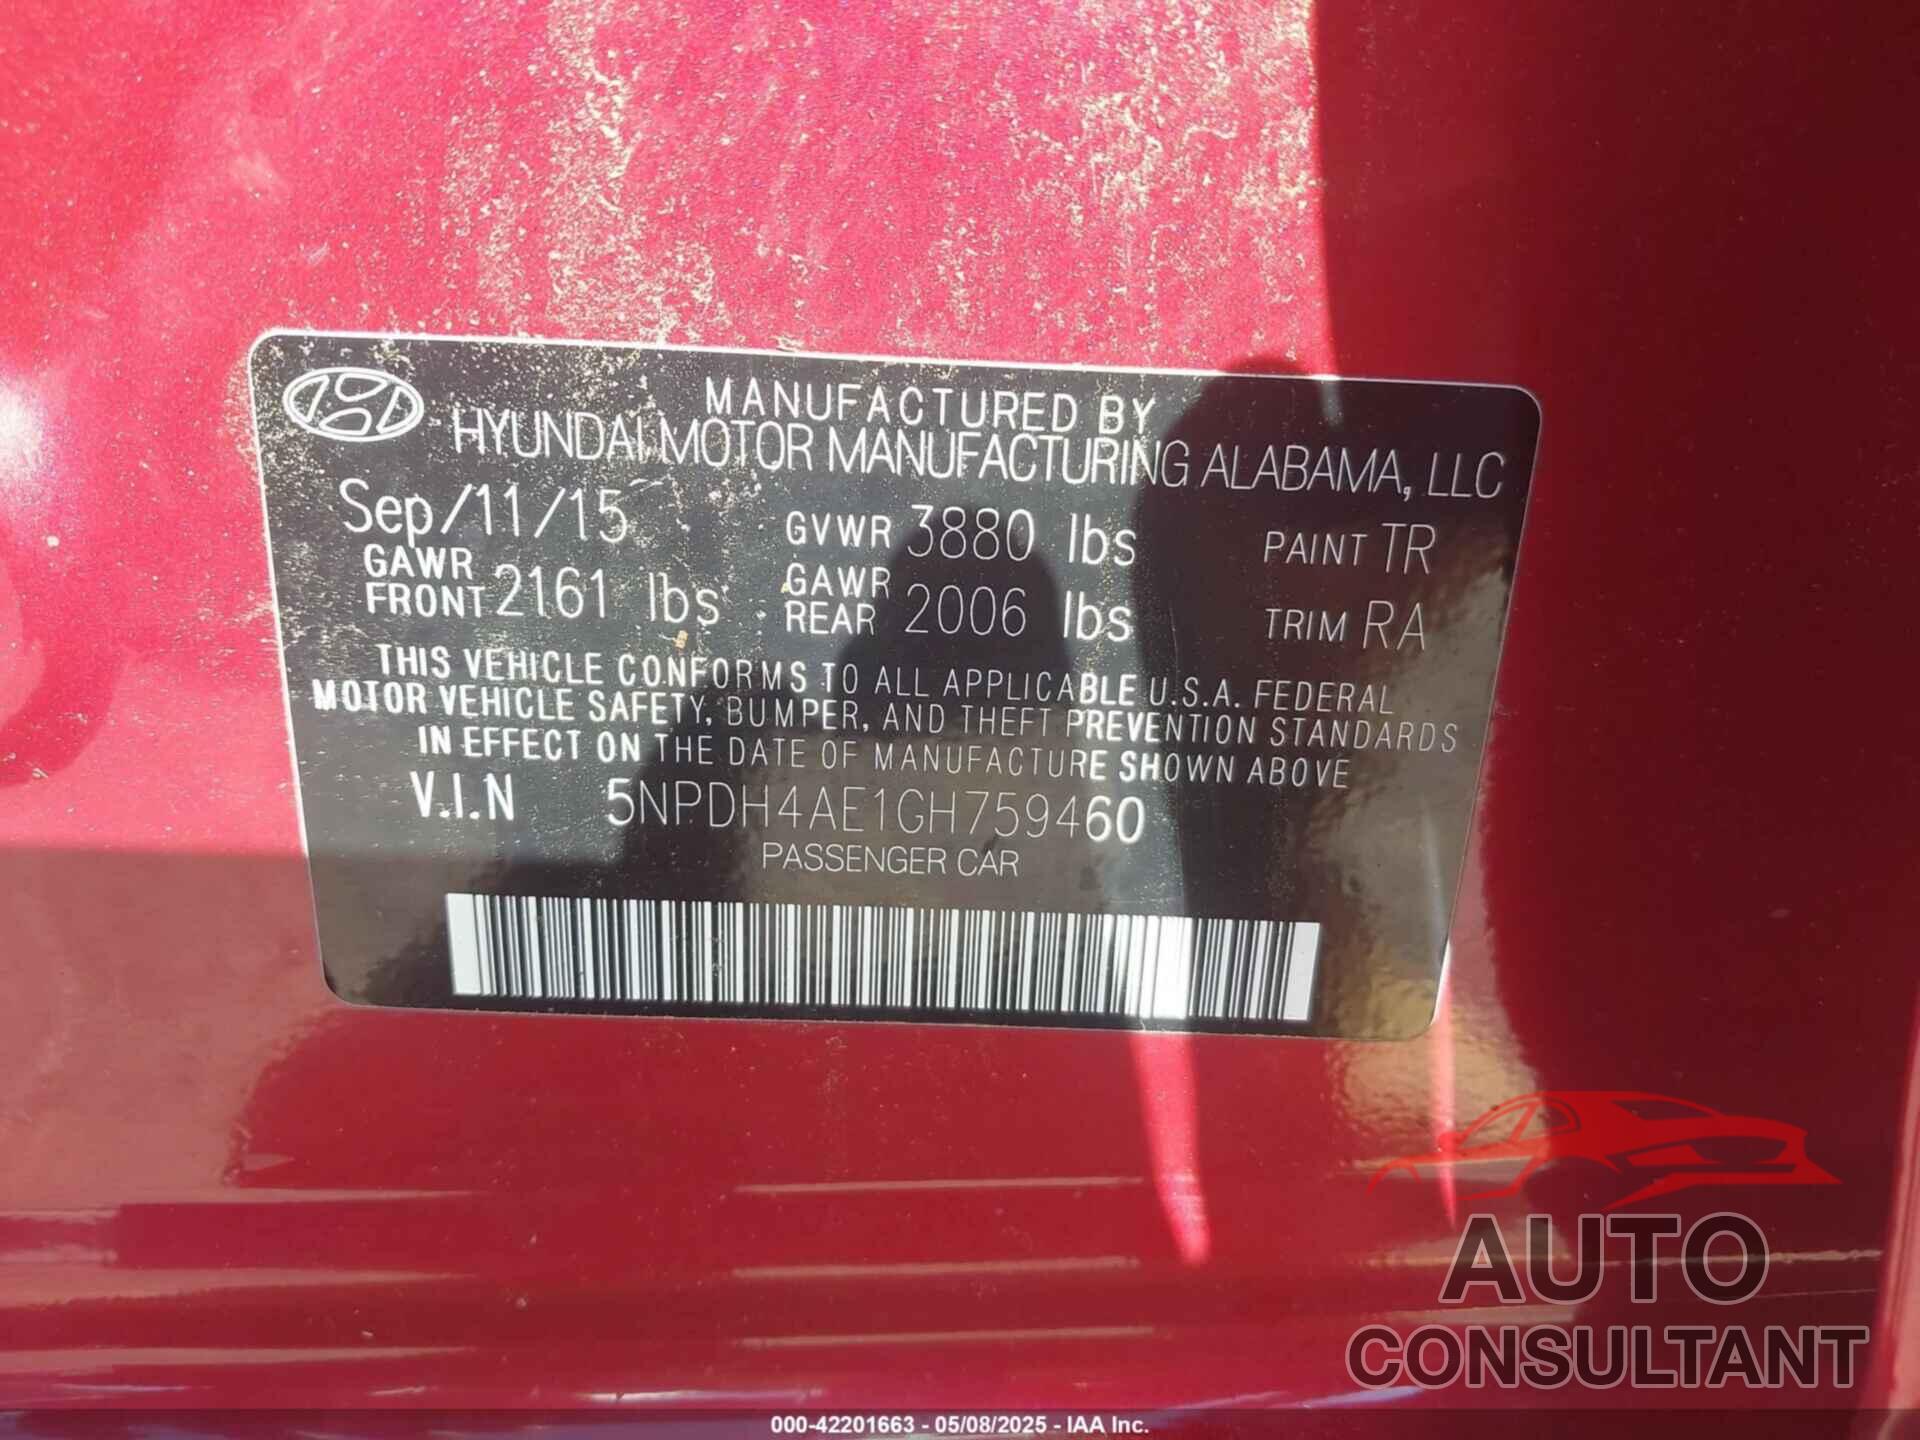 MANUFACTURED BY
HYUNDAI MOTOR MANUFACTURING ALABAMA, LLC
Sep/11/15 GVWR 3880 lbs PAINT TR
GAWR FRONT 2161 lbs GAWR REAR 2006 lbs TRIM RA
THIS VEHICLE CONFORMS TO ALL APPLICABLE U.S.A. FEDERAL
MOTOR VEHICLE SAFETY, BUMPER, AND THEFT PREVENTION STANDARDS
IN EFFECT ON THE DATE OF MANUFACTURE SHOWN ABOVE
V.I.N 5NPDH4AE1GH759460
PASSENGER CAR
AUTO
CONSULTANT
000-42201663 - 05/08/2025 - IAA Inc.